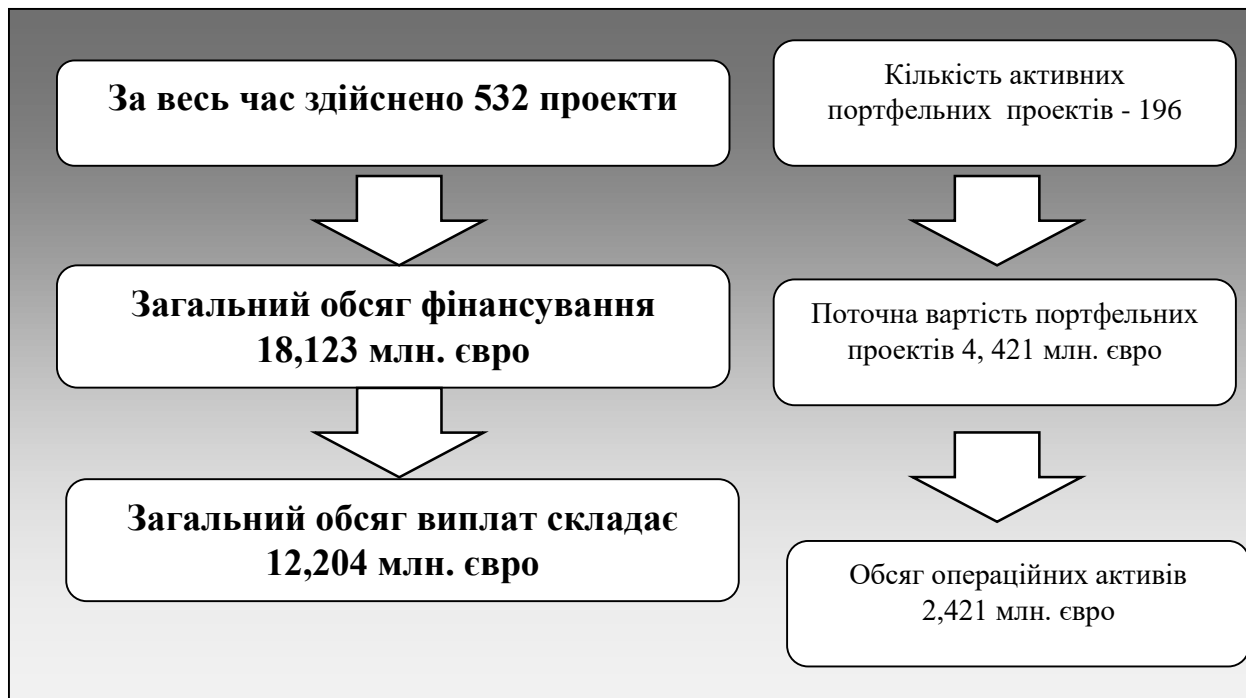 За весь час здійснено 532 проекти
Загальний обсяг фінансування
18,123 млн. євро
Загальний обсяг виплат складає
12,204 млн. євро
Кількість активних
портфельних проектів - 196
Поточна вартість портфельних
проектів 4, 421 млн. євро
Обсяг операційних активів
2,421 млн. євро